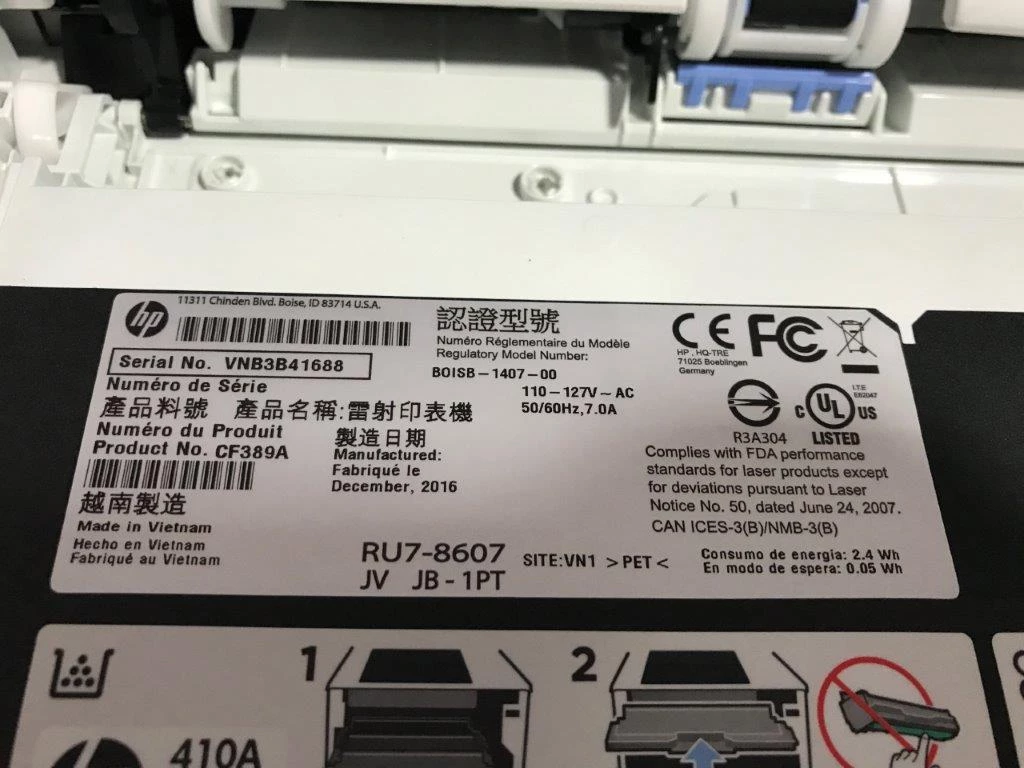 hp
11311 Chinden Blvd. Boise, ID 83714 U.S.A.
Serial No. VNB3B41688
Numéro de Série
產品料號 產品名稱:雷射印表機
Numéro du Produit
Product No. CF389A
越南製造
Made in Vietnam
Hecho en Vietnam
Fabriqué au Vietnam
製造日期
Manufactured:
Fabriqué le
December, 2016
認證型號
Numéro Réglementaire du Modèle
Regulatory Model Number:
BOISB-1407-00
110-127V~AC
50/60Hz,7.0A
CE FC
HP, HQ-TRE
71025 Boeblingen
Germany
R3A304
C UL US
LISTED
I.T.E
E62047
Complies with FDA performance
standards for laser products except
for deviations pursuant to Laser
Notice No. 50, dated June 24, 2007.
CAN ICES-3(B)/NMB-3(B)
RU7-8607
JV JB-1PT
SITE:VN1 >PET<
Consumo de energía: 2.4 Wh
En modo de espera: 0.05 Wh
1
2
410A